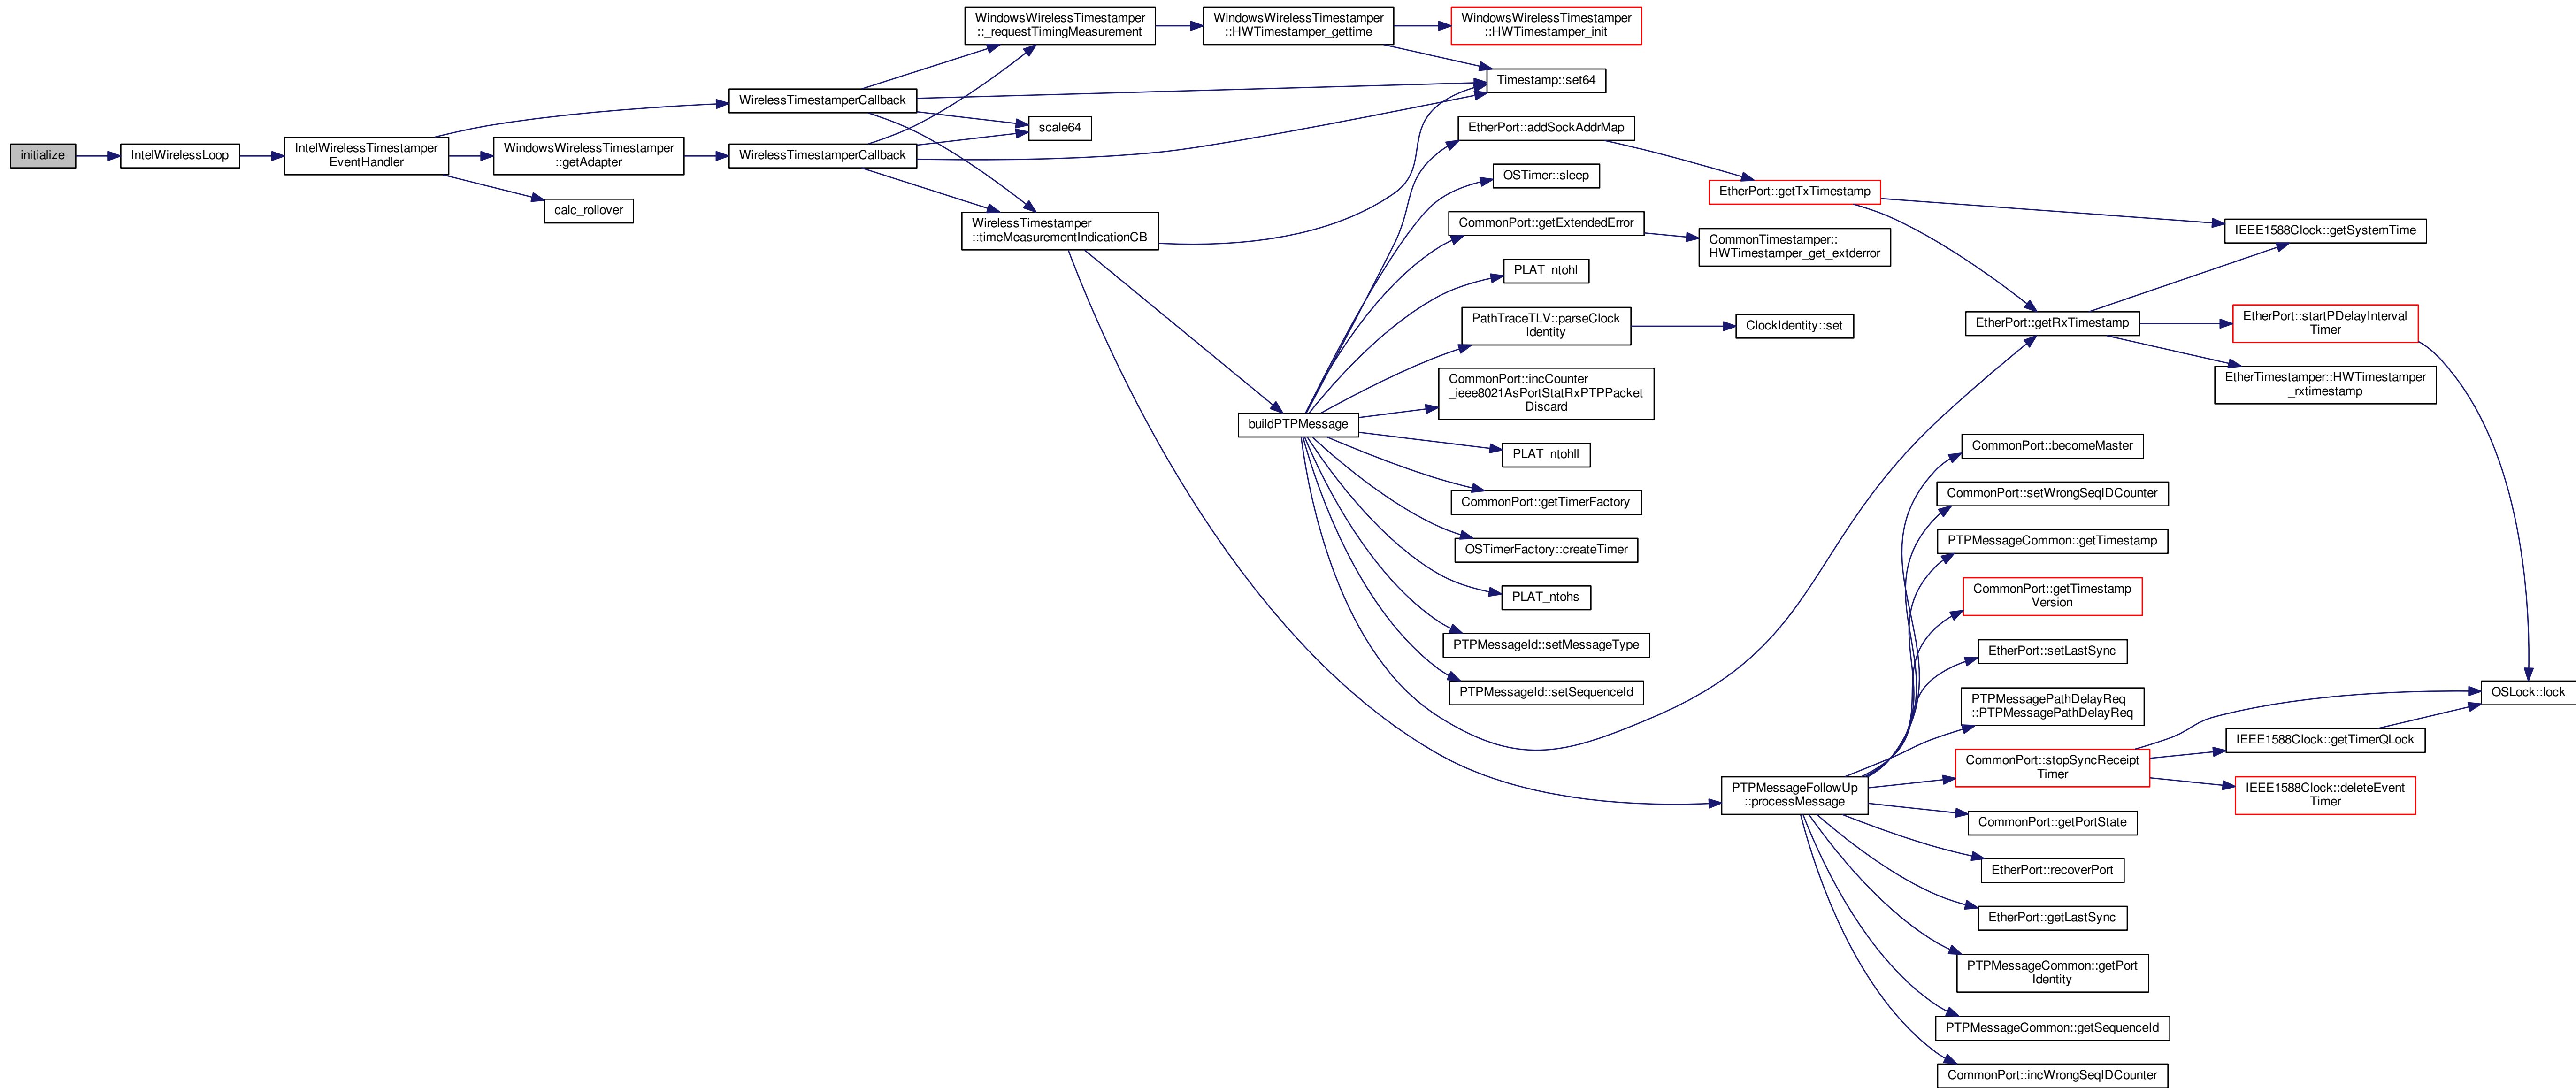 initialize
IntelWirelessLoop
IntelWirelessTimestamper
EventHandler
WindowsWirelessTimestamper
::getAdapter
calc_rollover
WirelessTimestamperCallback
WirelessTimestamperCallback
WindowsWirelessTimestamper
::_requestTimingMeasurement
scale64
WirelessTimestamper
::timeMeasurementIndicationCB
WindowsWirelessTimestamper
::HWTimestamper_gettime
buildPTPMessage
WindowsWirelessTimestamper
::HWTimestamper_init
Timestamp::set64
EtherPort::addSockAddrMap
OSTimer::sleep
CommonPort::getExtendedError
PLAT_ntohl
PathTraceTLV::parseClock
Identity
CommonPort::incCounter
_ieee8021AsPortStatRxPTPPacket
Discard
PLAT_ntohll
CommonPort::getTimerFactory
OSTimerFactory::createTimer
PLAT_ntohs
PTPMessageId::setMessageType
PTPMessageId::setSequenceId
EtherPort::getTxTimestamp
CommonTimestamper::
HWTimestamper_get_extderror
ClockIdentity::set
PTPMessageFollowUp
::processMessage
EtherPort::getRxTimestamp
CommonPort::becomeMaster
CommonPort::setWrongSeqIDCounter
PTPMessageCommon::getTimestamp
CommonPort::getTimestamp
Version
EtherPort::setLastSync
PTPMessagePathDelayReq
::PTPMessagePathDelayReq
CommonPort::stopSyncReceipt
Timer
CommonPort::getPortState
EtherPort::recoverPort
EtherPort::getLastSync
PTPMessageCommon::getPort
Identity
PTPMessageCommon::getSequenceId
CommonPort::incWrongSeqIDCounter
IEEE1588Clock::getSystemTime
EtherPort::startPDelayInterval
Timer
EtherTimestamper::HWTimestamper
_rxtimestamp
IEEE1588Clock::getTimerQLock
IEEE1588Clock::deleteEvent
Timer
OSLock::lock